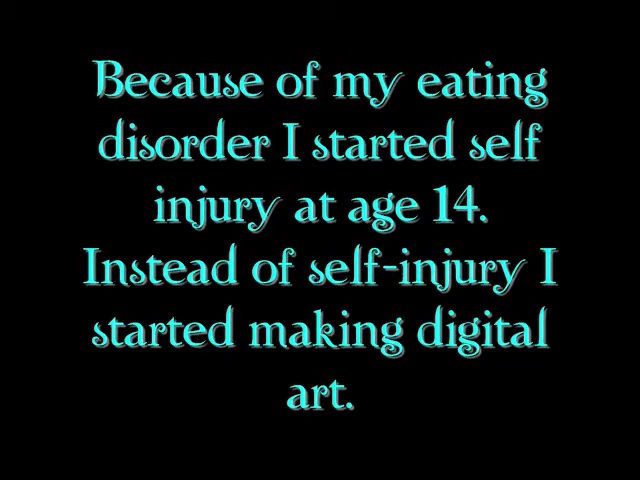 Because of my eating
disorder I started self
injury at age 14.
Instead of self-injury I
started making digital
art.